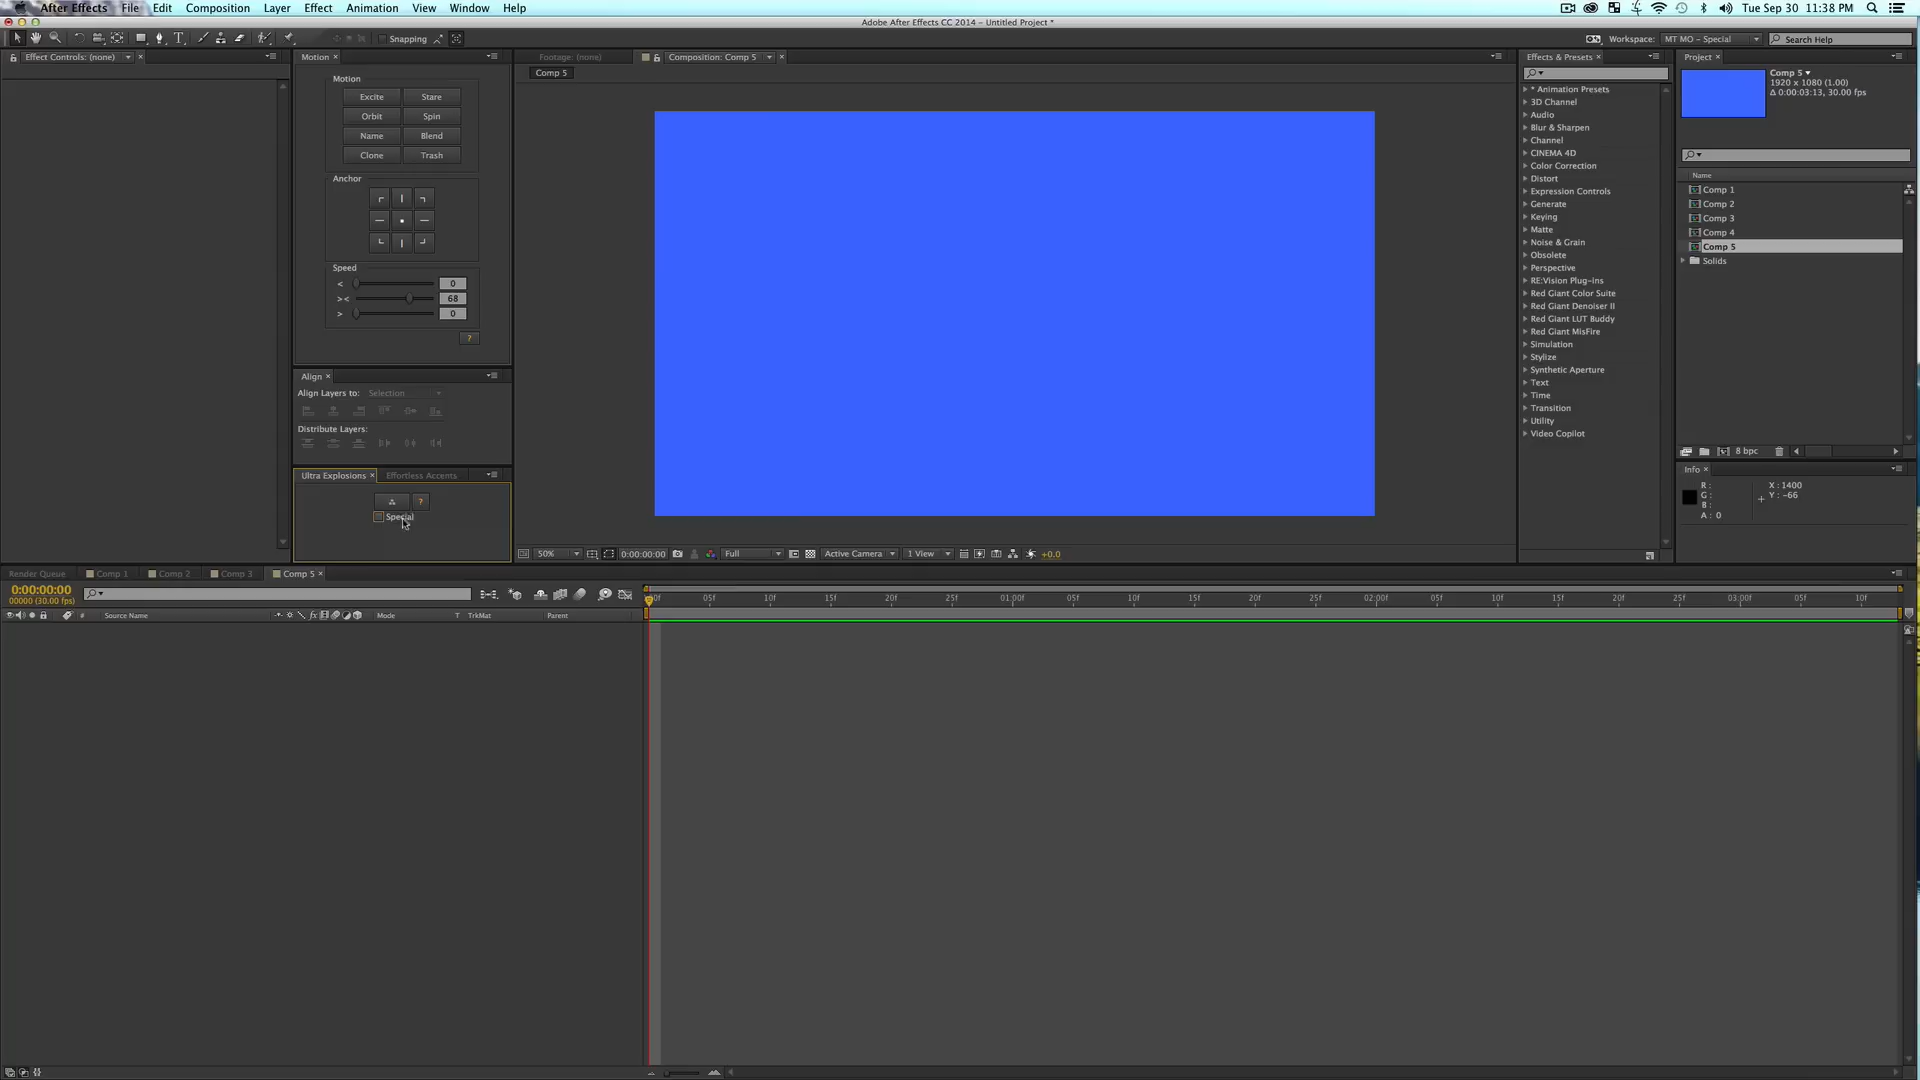 After Effects File Edit Composition Layer Effect Animation View Window Help Tue Sep 30 11:38 PM
Adobe After Effects CC 2014 - Untitled Project *
Snapping Workspace: MT MO - Special Search Help
Effect Controls: (none) Motion Footage: (none) Composition: Comp 5 Effects & Presets Project
Comp 5
Motion
Excite Stare
Orbit Spin
Name Blend
Clone Trash
Anchor
Speed
< 0
>< 68
> 0
?
Align
Align Layers to: Selection
Distribute Layers:
Ultra Explosions Effortless Accents
?
Special
50% 0:00:00:00 Full Active Camera 1 View +0.0
* Animation Presets
3D Channel
Audio
Blur & Sharpen
Channel
CINEMA 4D
Color Correction
Distort
Expression Controls
Generate
Keying
Matte
Noise & Grain
Obsolete
Perspective
RE:Vision Plug-ins
Red Giant Color Suite
Red Giant Denoiser II
Red Giant LUT Buddy
Red Giant MisFire
Simulation
Stylize
Synthetic Aperture
Text
Time
Transition
Utility
Video Copilot
Comp 5
1920 x 1080 (1.00)
Δ 0:00:03:13, 30.00 fps
Name
Comp 1
Comp 2
Comp 3
Comp 4
Comp 5
Solids
8 bpc
Info
R : X : 1400
G : Y : -66
B :
A : 0
Render Queue Comp 1 Comp 2 Comp 3 Comp 5
0:00:00:00
00000 (30.00 fps)
05f 10f 15f 20f 25f 01:00f 05f 10f 15f 20f 25f 02:00f 05f 10f 15f 20f 25f 03:00f 05f 10f
# Source Name fx Mode T TrkMat Parent